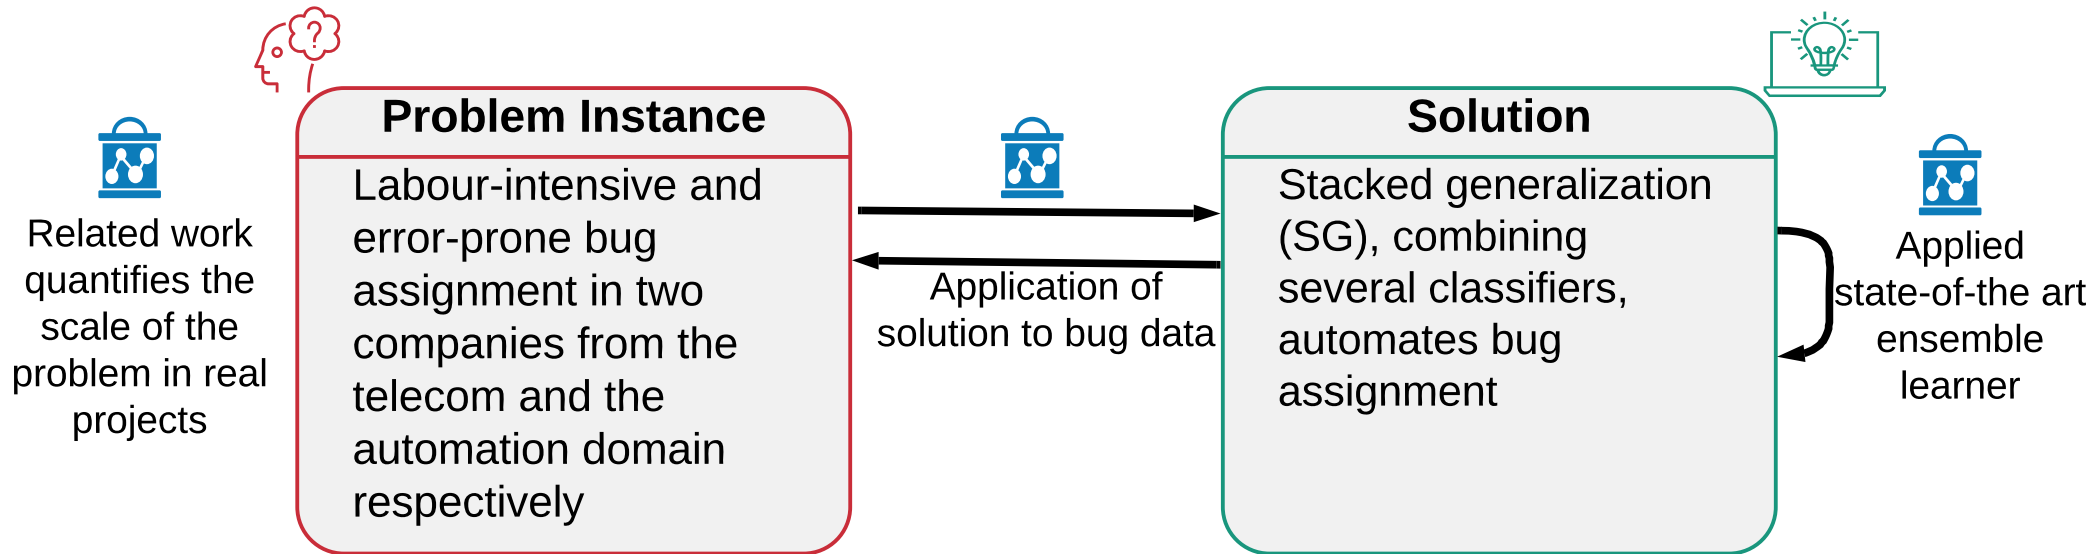 ?
Related work
quantifies the
scale of the
problem in real
projects
Problem Instance
Labour-intensive and
error-prone bug
assignment in two
companies from the
telecom and the
automation domain
respectively
Application of
solution to bug data
Solution
Stacked generalization
(SG), combining
several classifiers,
automates bug
assignment
Applied
state-of-the art
ensemble
learner